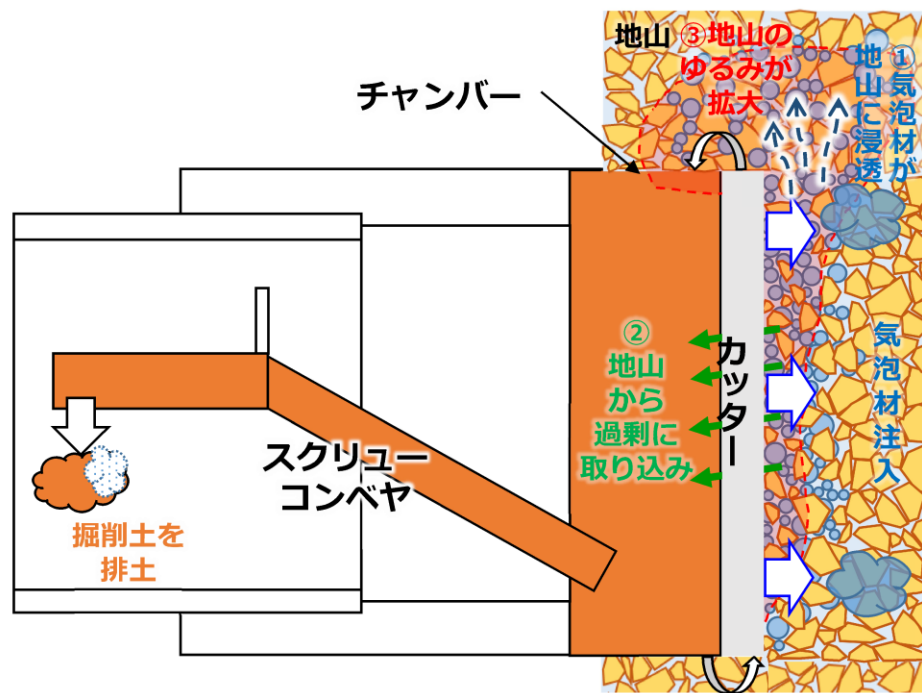 地山
③地山の
ゆるみが
拡大
①気泡材が
地山に浸透
チャンバー
②
地山
から
過剰に
取り込み
カッター
気泡材注入
スクリュー
コンベヤ
掘削土を
排土